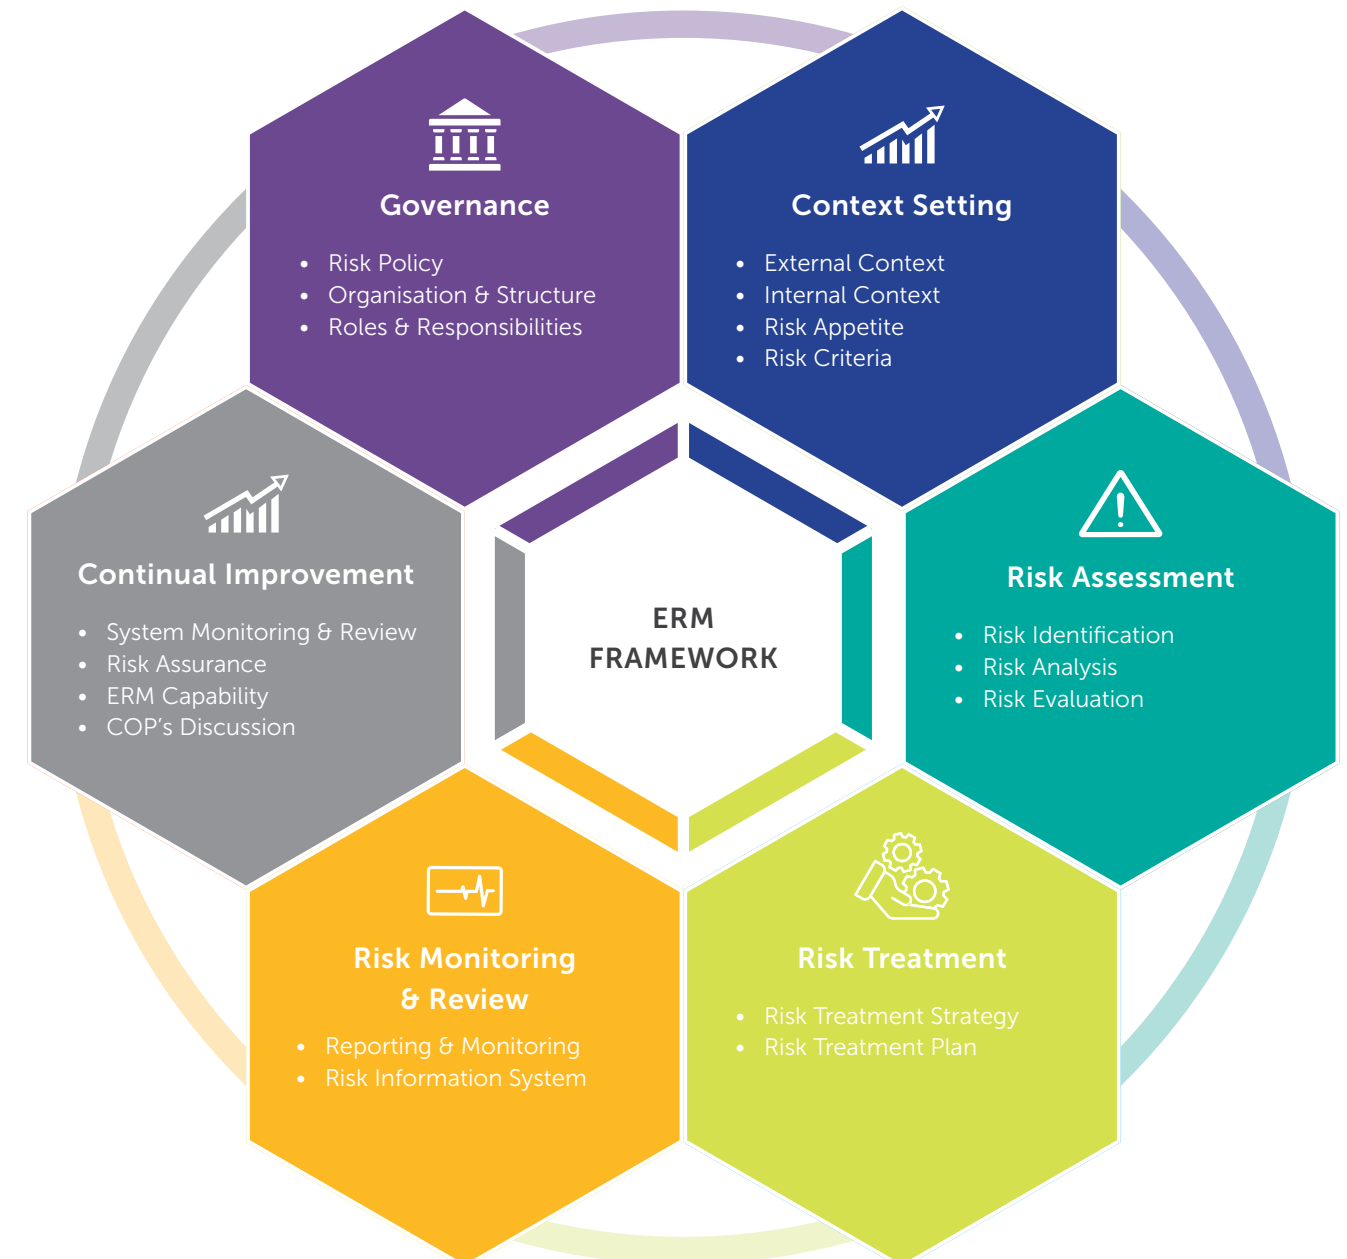 Governance
• Risk Policy
• Organisation & Structure
• Roles & Responsibilities
Context Setting
• External Context
• Internal Context
• Risk Appetite
• Risk Criteria
Continual Improvement
• System Monitoring & Review
• Risk Assurance
• ERM Capability
• COP's Discussion
ERM
FRAMEWORK
Risk Assessment
• Risk Identification
• Risk Analysis
• Risk Evaluation
Risk Monitoring
& Review
• Reporting & Monitoring
• Risk Information System
Risk Treatment
• Risk Treatment Strategy
• Risk Treatment Plan